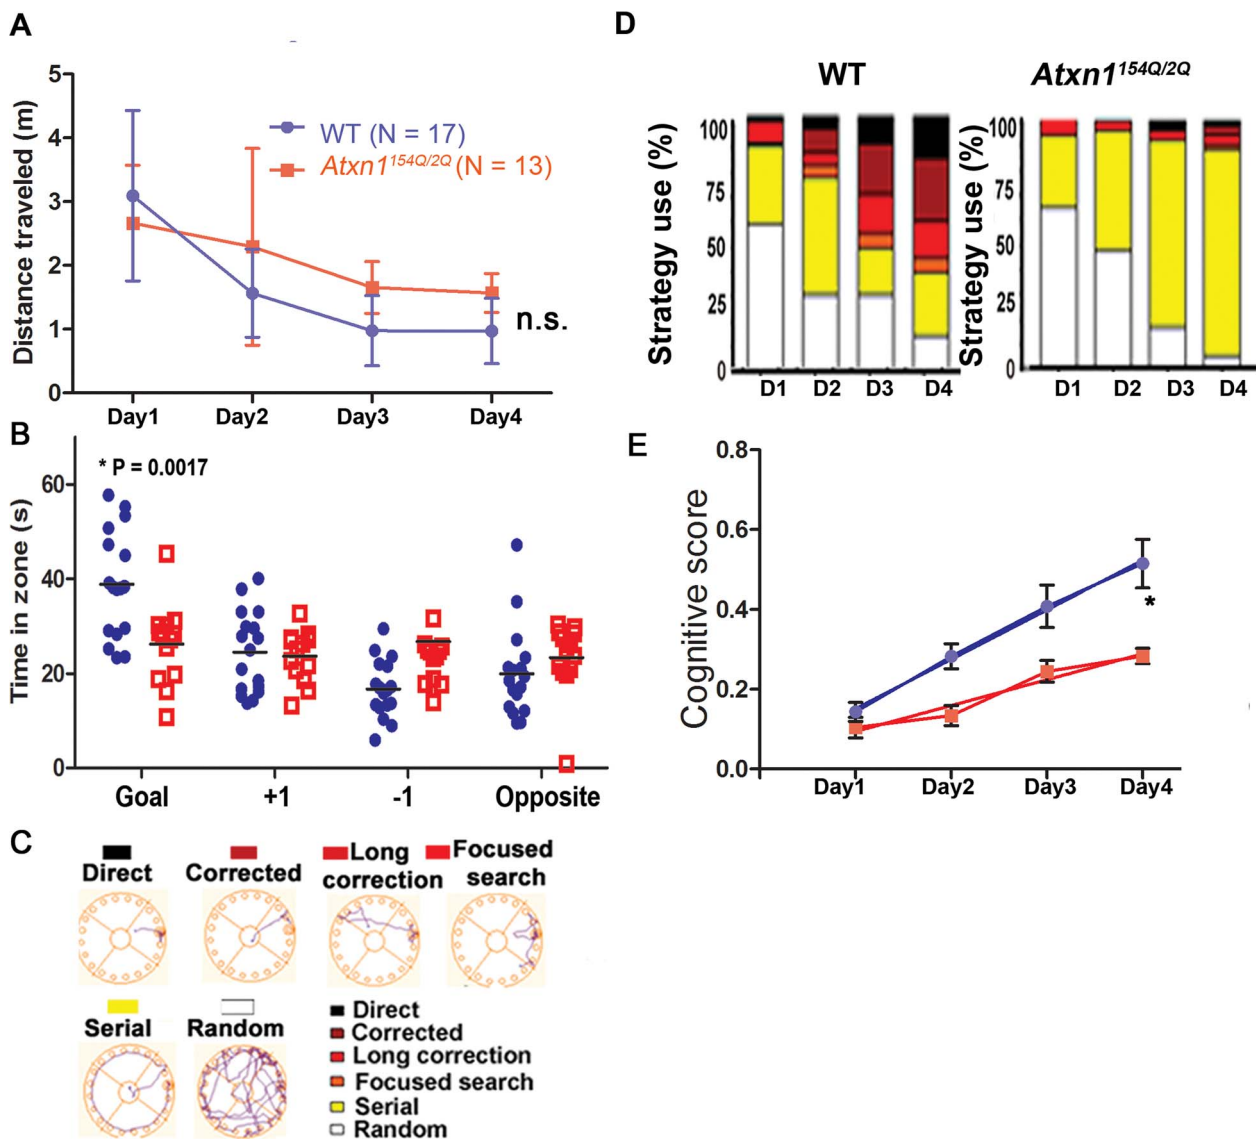 A
5
4
3
2
1
0
Distance traveled (m)
WT (N = 17)
Atxn1154Q/2Q (N = 13)
n.s.
Day1 Day2 Day3 Day4
B
* P = 0.0017
60
40
20
0
Time in zone (s)
Goal +1 -1 Opposite
C
Direct Corrected Long correction Focused search
Serial Random
Direct
Corrected
Long correction
Focused search
Serial
Random
D
WT
Strategy use (%)
100
75
50
25
0
D1 D2 D3 D4
Atxn1154Q/2Q
Strategy use (%)
100
75
50
25
0
D1 D2 D3 D4
E
0.8
0.6
0.4
0.2
0.0
Cognitive score
*
Day1 Day2 Day3 Day4